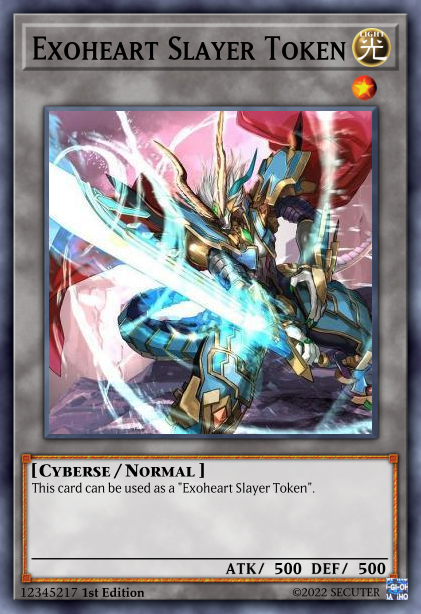 Exoheart Slayer Token
LIGHT
光
[Cyberse / Normal ]
This card can be used as a "Exoheart Slayer Token".
ATK/ 500 DEF/ 500
12345217 1st Edition
©2022 SECUTER